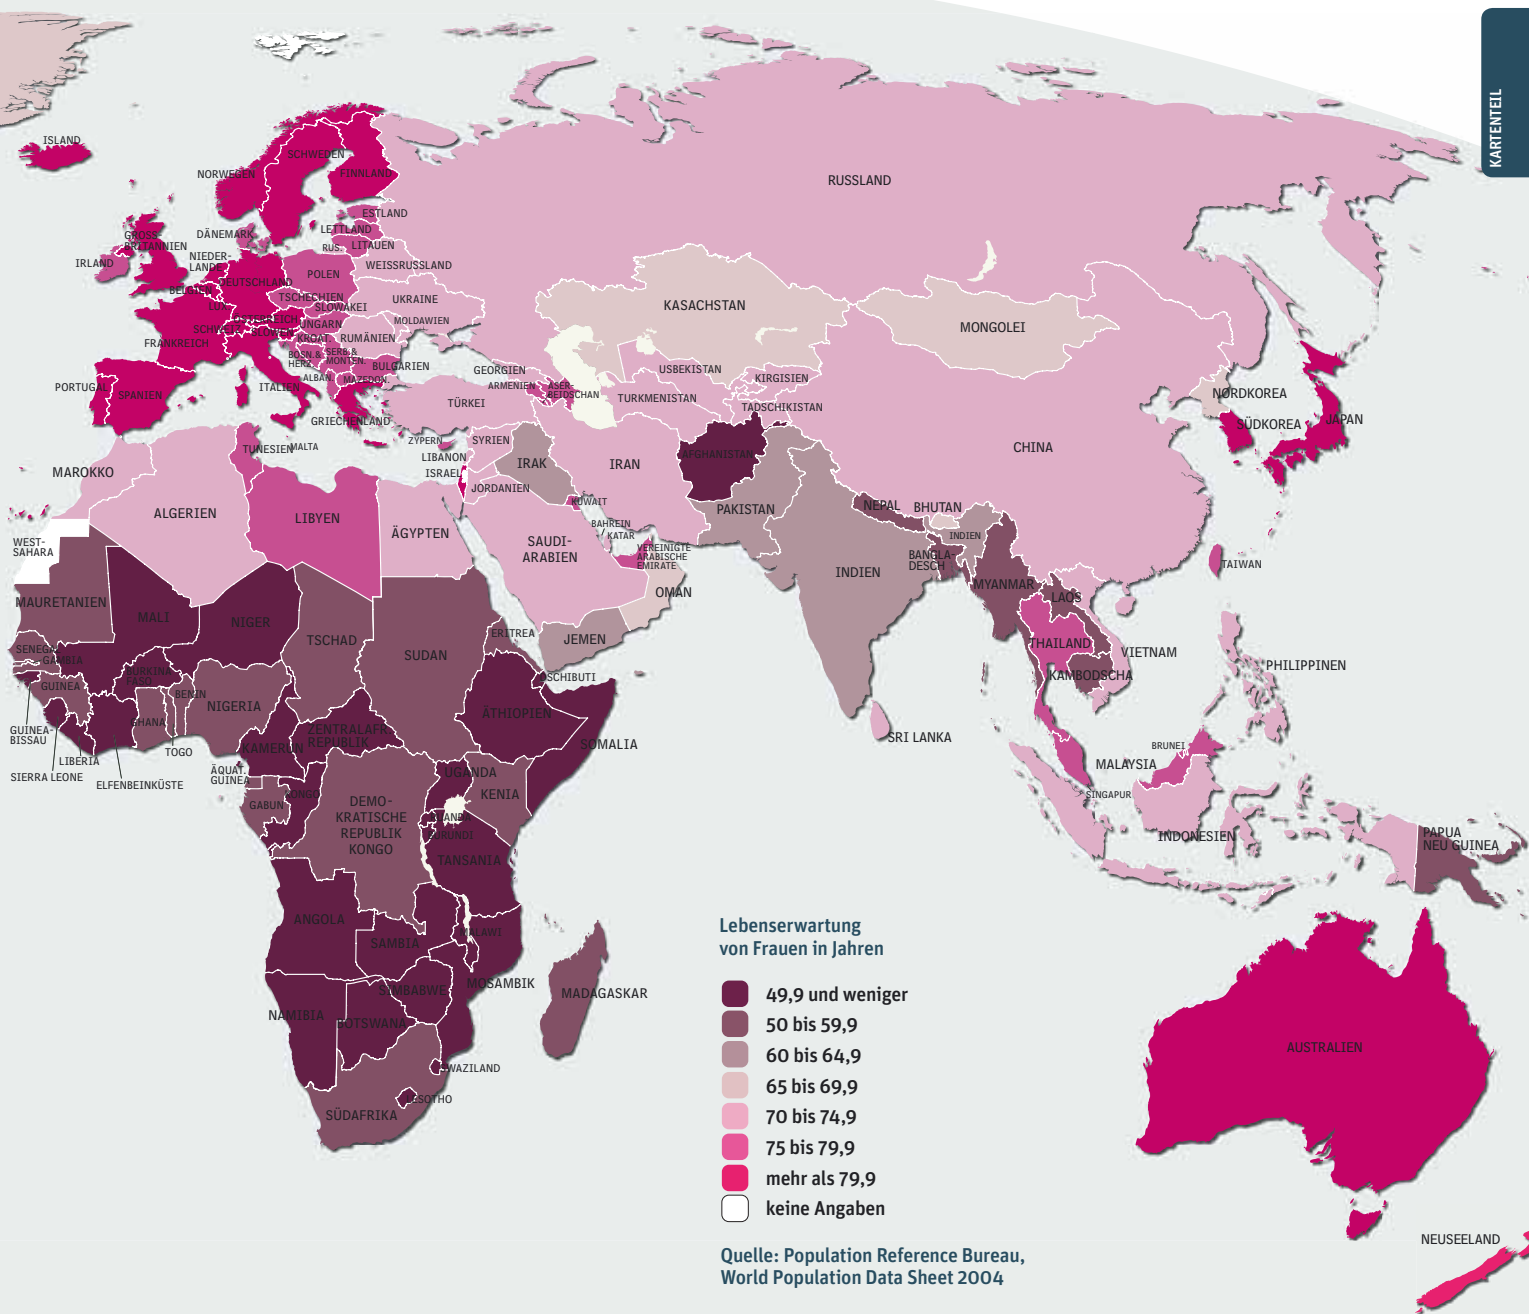 KARTENTEIL
ISLAND
NORWEGEN
SCHWEDEN
FINNLAND
RUSSLAND
ESTLAND
LETTLAND
LITAUEN
RUS.
DÄNEMARK
GROSS-
BRITANNIEN
IRLAND
NIEDER-
LANDE
BELGIEN
LUX.
DEUTSCHLAND
POLEN
WEISSRUSSLAND
TSCHECHIEN
SLOWAKEI
UKRAINE
ÖSTERREICH
UNGARN
MOLDAWIEN
SCHWEIZ
SLOWEN.
KROAT.
RUMÄNIEN
FRANKREICH
BOSN.&
HERZ.
SERB.&
MONTEN.
BULGARIEN
ALBAN.
MAZEDON.
PORTUGAL
SPANIEN
ITALIEN
GRIECHENLAND
MALTA
TÜRKEI
GEORGIEN
ARMENIEN
ASER-
BEIDSCHAN
KASACHSTAN
MONGOLEI
USBEKISTAN
KIRGISIEN
TURKMENISTAN
TADSCHIKISTAN
NORDKOREA
SÜDKOREA
JAPAN
CHINA
ZYPERN
SYRIEN
LIBANON
ISRAEL
JORDANIEN
IRAK
IRAN
AFGHANISTAN
PAKISTAN
KUWAIT
BAHREIN
KATAR
VEREINIGTE
ARABISCHE
EMIRATE
SAUDI-
ARABIEN
OMAN
JEMEN
NEPAL
BHUTAN
INDIEN
BANGLA-
DESCH
INDIEN
MYANMAR
LAOS
TAIWAN
THAILAND
VIETNAM
KAMBODSCHA
PHILIPPINEN
SRI LANKA
BRUNEI
MALAYSIA
SINGAPUR
INDONESIEN
PAPUA
NEU GUINEA
MAROKKO
ALGERIEN
TUNESIEN
LIBYEN
ÄGYPTEN
WEST-
SAHARA
MAURETANIEN
MALI
NIGER
TSCHAD
SUDAN
ERITREA
DSCHIBUTI
SENEGAL
GAMBIA
GUINEA
GUINEA-
BISSAU
SIERRA LEONE
LIBERIA
ELFENBEINKÜSTE
BURKINA
FASO
GHANA
TOGO
BENIN
NIGERIA
KAMERUN
ZENTRALAFR.
REPUBLIK
ÄTHIOPIEN
SOMALIA
ÄQUAT.
GUINEA
GABUN
KONGO
DEMO-
KRATISCHE
REPUBLIK
KONGO
UGANDA
KENIA
RUANDA
BURUNDI
TANSANIA
ANGOLA
SAMBIA
MALAWI
MOSAMBIK
SIMBABWE
NAMIBIA
BOTSWANA
MADAGASKAR
SWAZILAND
LESOTHO
SÜDAFRIKA
AUSTRALIEN
NEUSEELAND
Lebenserwartung
von Frauen in Jahren
49,9 und weniger
50 bis 59,9
60 bis 64,9
65 bis 69,9
70 bis 74,9
75 bis 79,9
mehr als 79,9
keine Angaben
Quelle: Population Reference Bureau,
World Population Data Sheet 2004